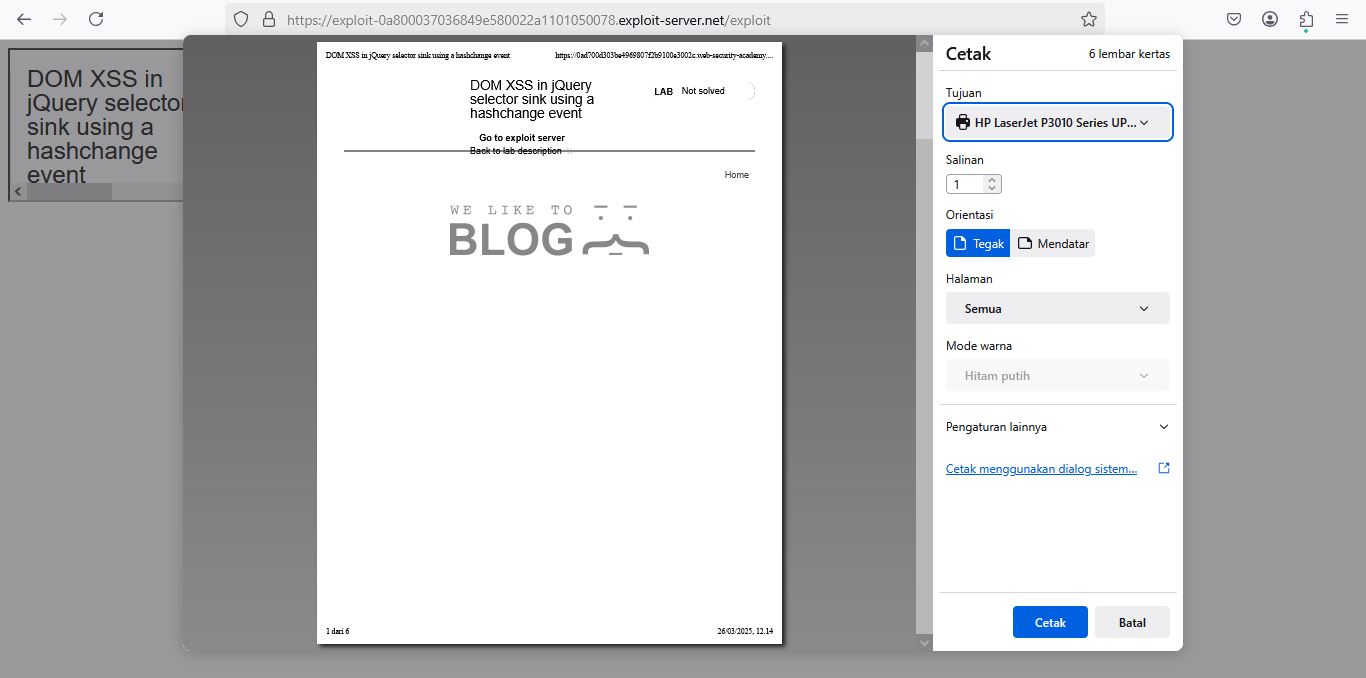 https://exploit-0a800037036849e580022a1101050078.exploit-server.net/exploit
DOM XSS in
jQuery selector
sink using a
hashchange
event
DOM XSS in jQuery selector sink using a hashchange event
https://0ad700d303be4969807f2b9100e3002c.web-security-academy....
DOM XSS in jQuery
selector sink using a
hashchange event
LAB Not solved
Go to exploit server
Back to lab description
Home
WE LIKE TO
BLOG
1 dari 6
26/03/2025, 12.14
Cetak
6 lembar kertas
Tujuan
HP LaserJet P3010 Series UP...
Salinan
1
Orientasi
Tegak
Mendatar
Halaman
Semua
Mode warna
Hitam putih
Pengaturan lainnya
Cetak menggunakan dialog sistem...
Cetak
Batal